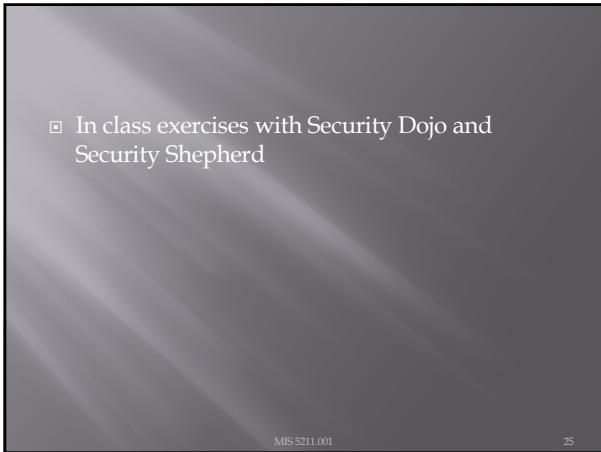 In class exercises with Security Dojo and
Security Shepherd
MIS 5211.001
25